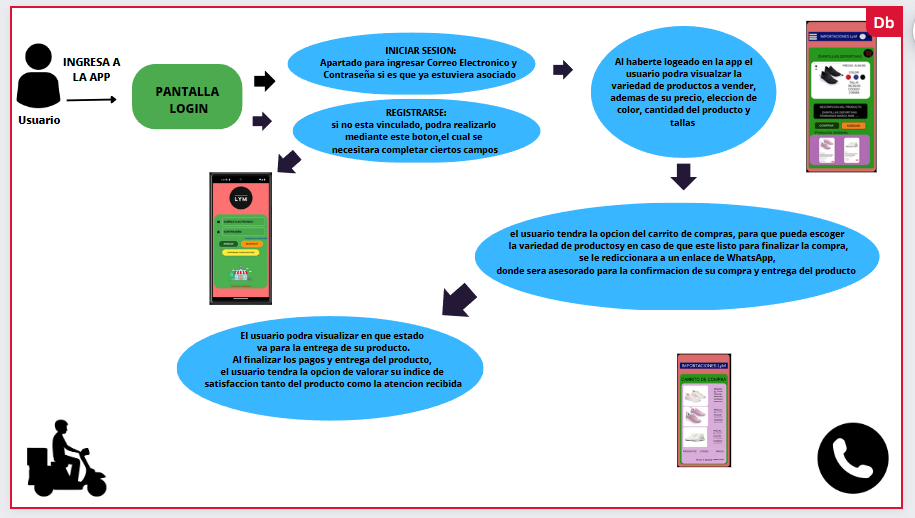 Db
INGRESA A
LA APP
Usuario
PANTALLA
LOGIN
INICIAR SESION:
Apartado para ingresar Correo Electronico y
Contraseña si es que ya estuviera asociado
REGISTRARSE:
si no esta vinculado, podra realizarlo
mediante este boton,el cual se
necesitara completar ciertos campos
Al haberte logeado en la app el
usuario podra visualzar la
variedad de productos a vender,
ademas de su precio, eleccion de
color, cantidad del producto y
tallas
IMPORTACIONES LyM
LYM
el usuario tendra la opcion del carrito de compras, para que pueda escoger
la variedad de productosy en caso de que este listo para finalizar la compra,
se le rediccionara a un enlace de WhatsApp,
donde sera asesorado para la confirmacion de su compra y entrega del producto
El usuario podra visualizar en que estado
va para la entrega de su producto.
Al finalizar los pagos y entrega del producto,
el usuario tendra la opcion de valorar su indice de
satisfaccion tanto del producto como la atencion recibida
IMPORTACIONES LyM
CARRITO DE COMPRA